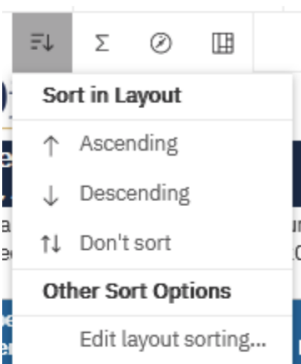 Sort in Layout
Ascending
Descending
Don't sort
Other Sort Options
Edit layout sorting...